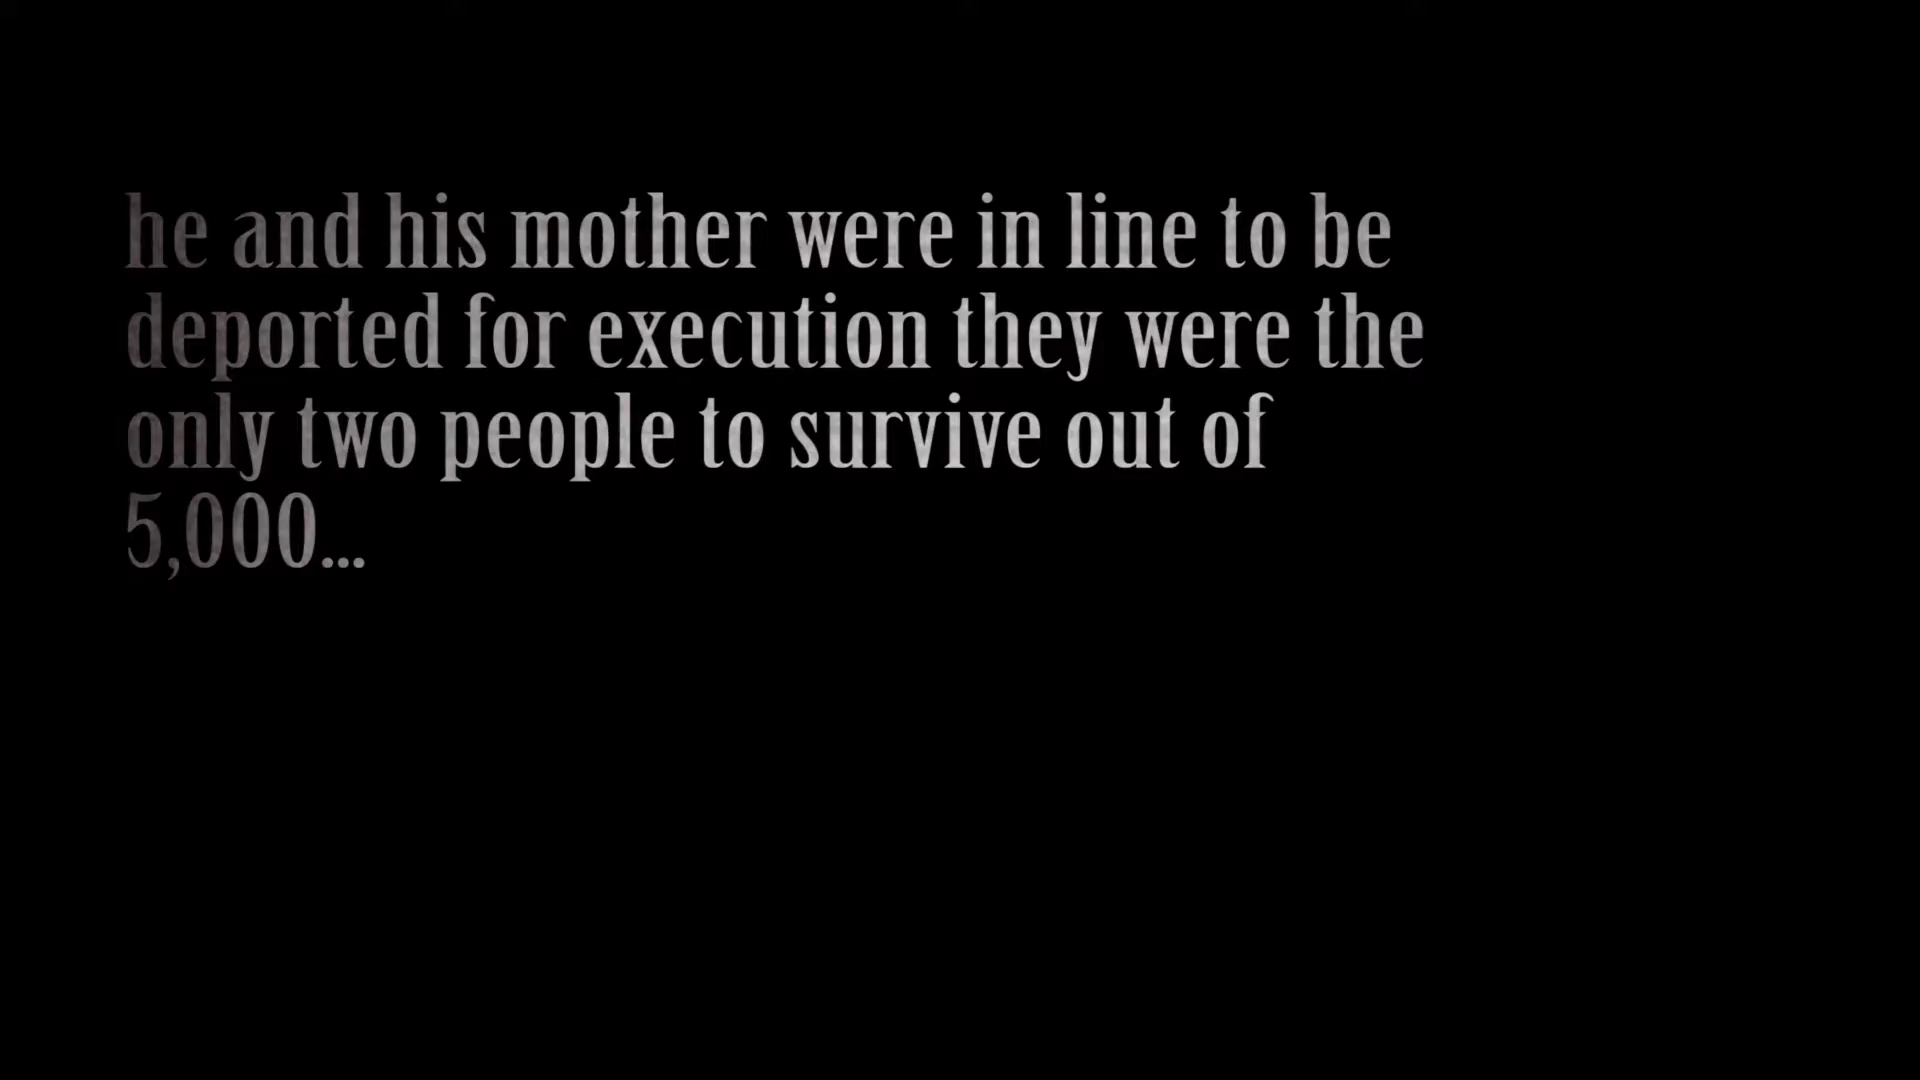 he and his mother were in line to be
deported for execution they were the
only two people to survive out of
5,000...